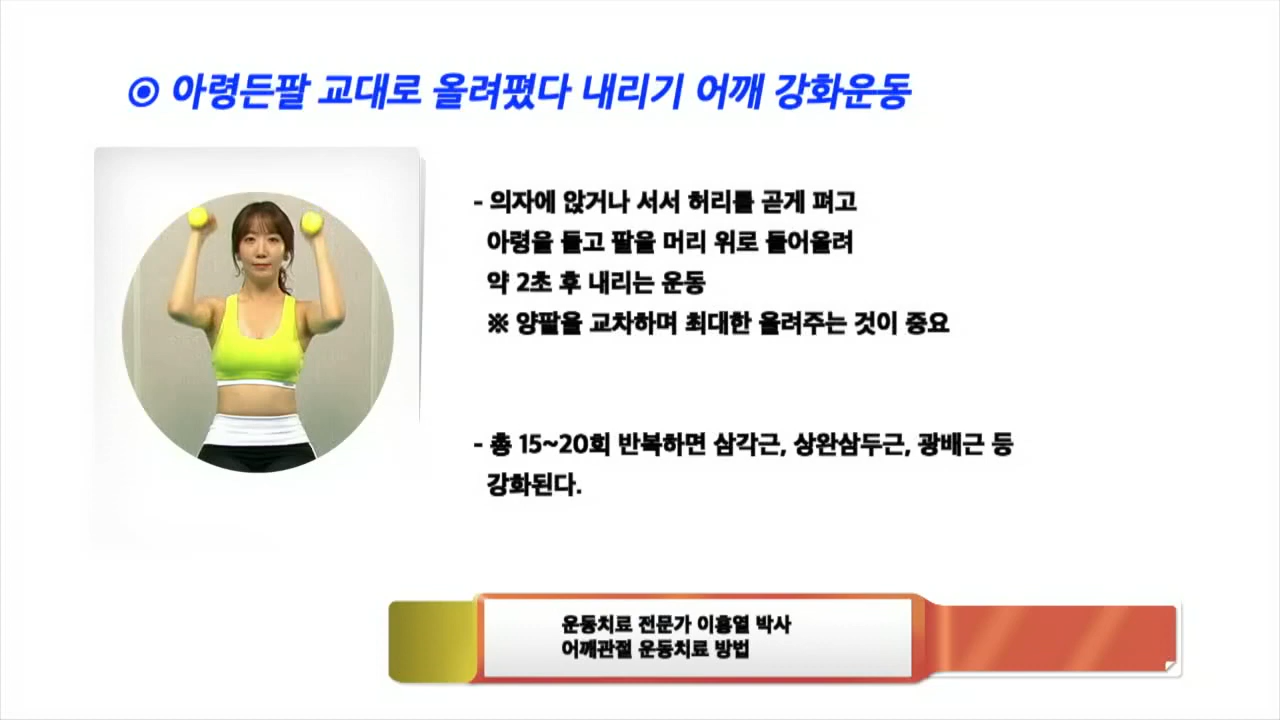 ◉ 아령든팔 교대로 올려폈다 내리기 어깨 강화운동
- 의자에 앉거나 서서 허리를 곧게 펴고
아령을 들고 팔을 머리 위로 들어올려
약 2초 후 내리는 운동
※ 양팔을 교차하며 최대한 올려주는 것이 중요
- 총 15~20회 반복하면 삼각근, 상완삼두근, 광배근 등
강화된다.
운동치료 전문가 이홍열 박사
어깨관절 운동치료 방법